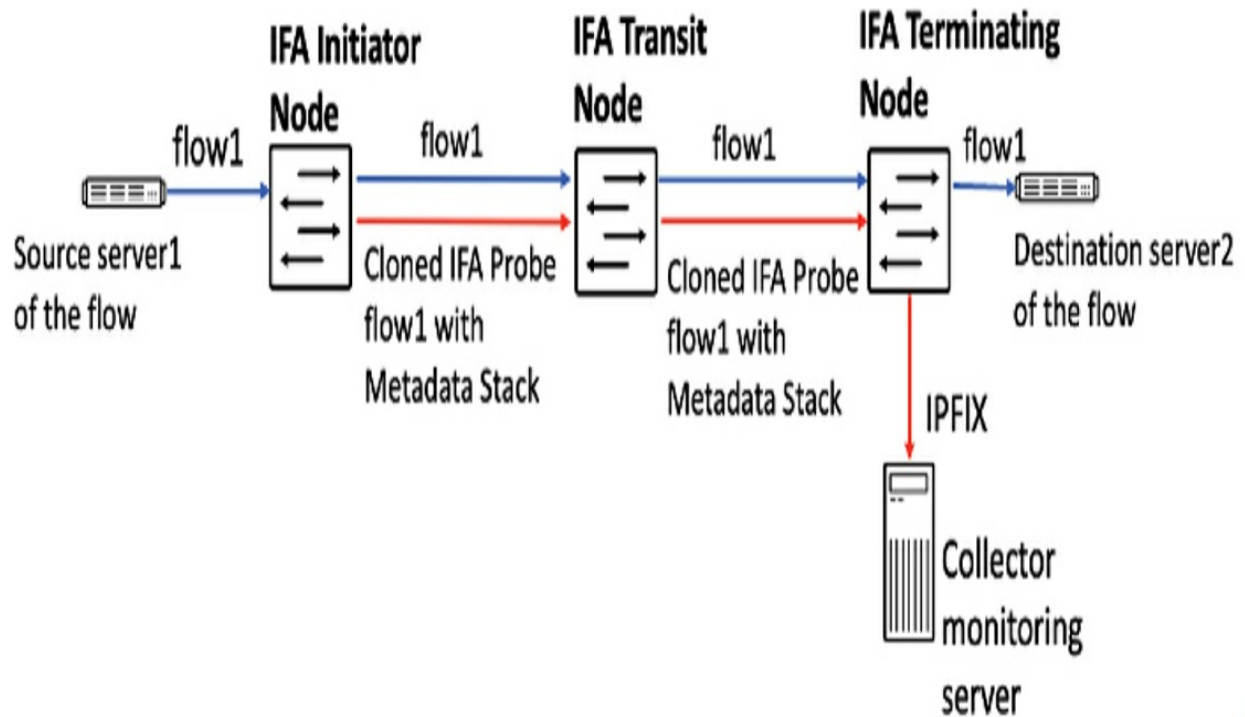 IFA Initiator
Node
IFA Transit
Node
IFA Terminating
Node
flow1
flow1
flow1
flow1
Source server1
of the flow
Cloned IFA Probe
flow1 with
Metadata Stack
Cloned IFA Probe
flow1 with
Metadata Stack
Destination server2
of the flow
IPFIX
Collector
monitoring
server